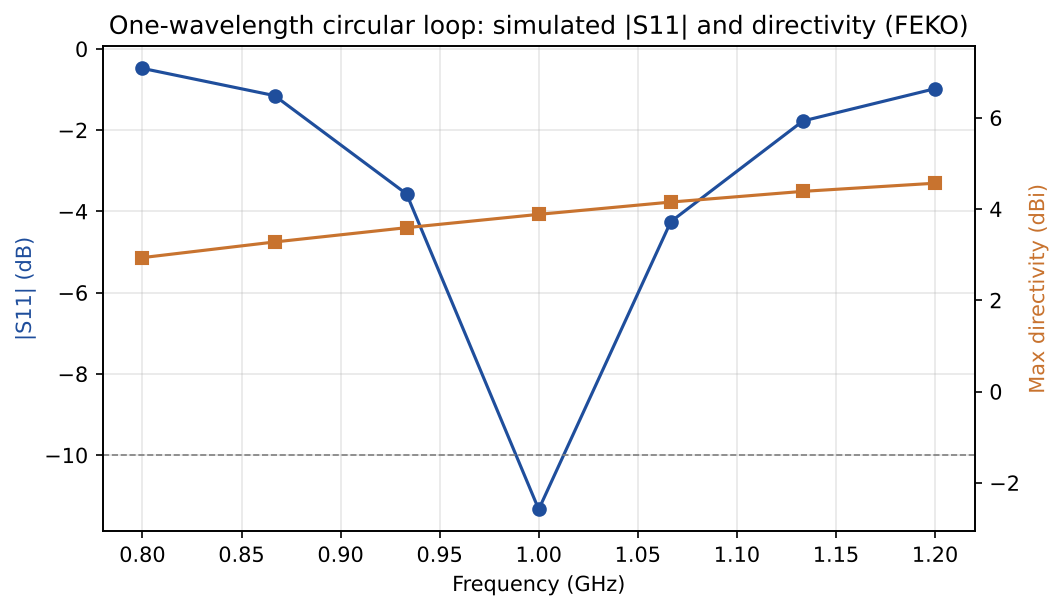 One-wavelength circular loop: simulated |S11| and directivity (FEKO)
|S11| (dB)
0
−2
−4
−6
−8
−10
6
4
2
0
−2
Max directivity (dBi)
0.80 0.85 0.90 0.95 1.00 1.05 1.10 1.15 1.20
Frequency (GHz)